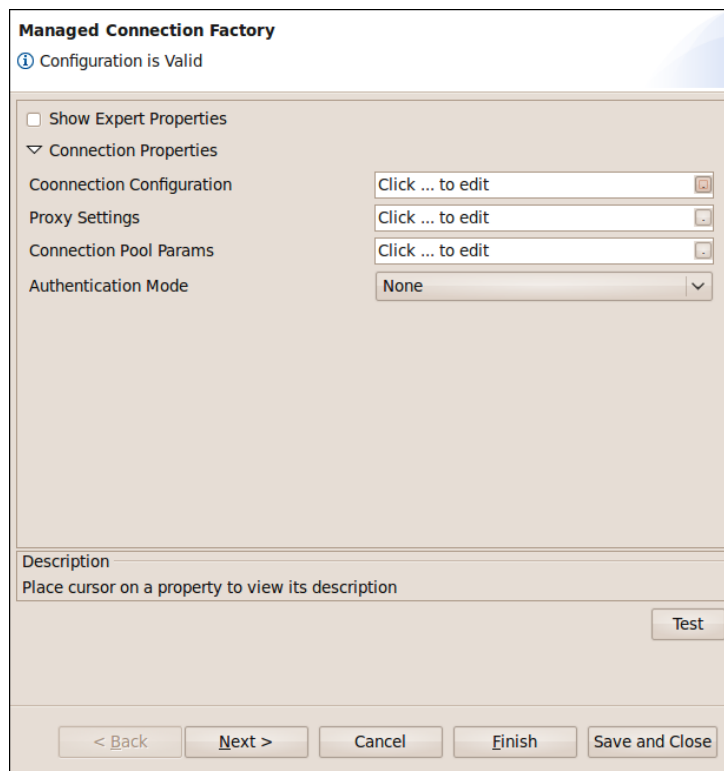 Managed Connection Factory
Configuration is Valid
Show Expert Properties
Connection Properties
Coonnection Configuration Click ... to edit
Proxy Settings Click ... to edit
Connection Pool Params Click ... to edit
Authentication Mode None
Description
Place cursor on a property to view its description
Test
< Back Next > Cancel Finish Save and Close